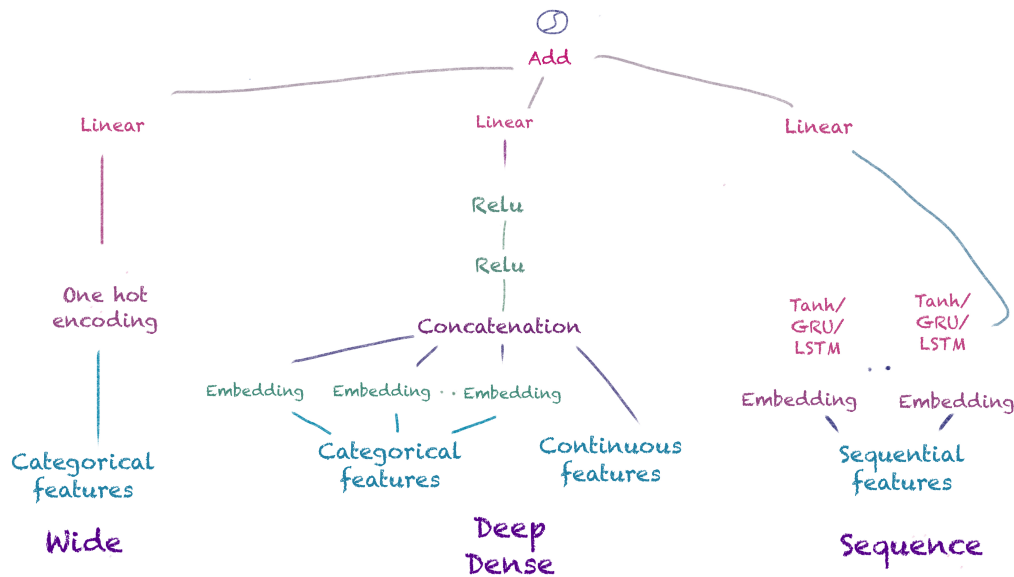 Add
Linear
Linear
Linear
Relu
Relu
One hot
encoding
Concatenation
Tanh/
GRU/
LSTM
Tanh/
GRU/
LSTM
Embedding
Embedding
Embedding
Embedding
Embedding
Categorical
features
Categorical
features
Continuous
features
Sequential
features
Wide
Deep
Dense
Sequence